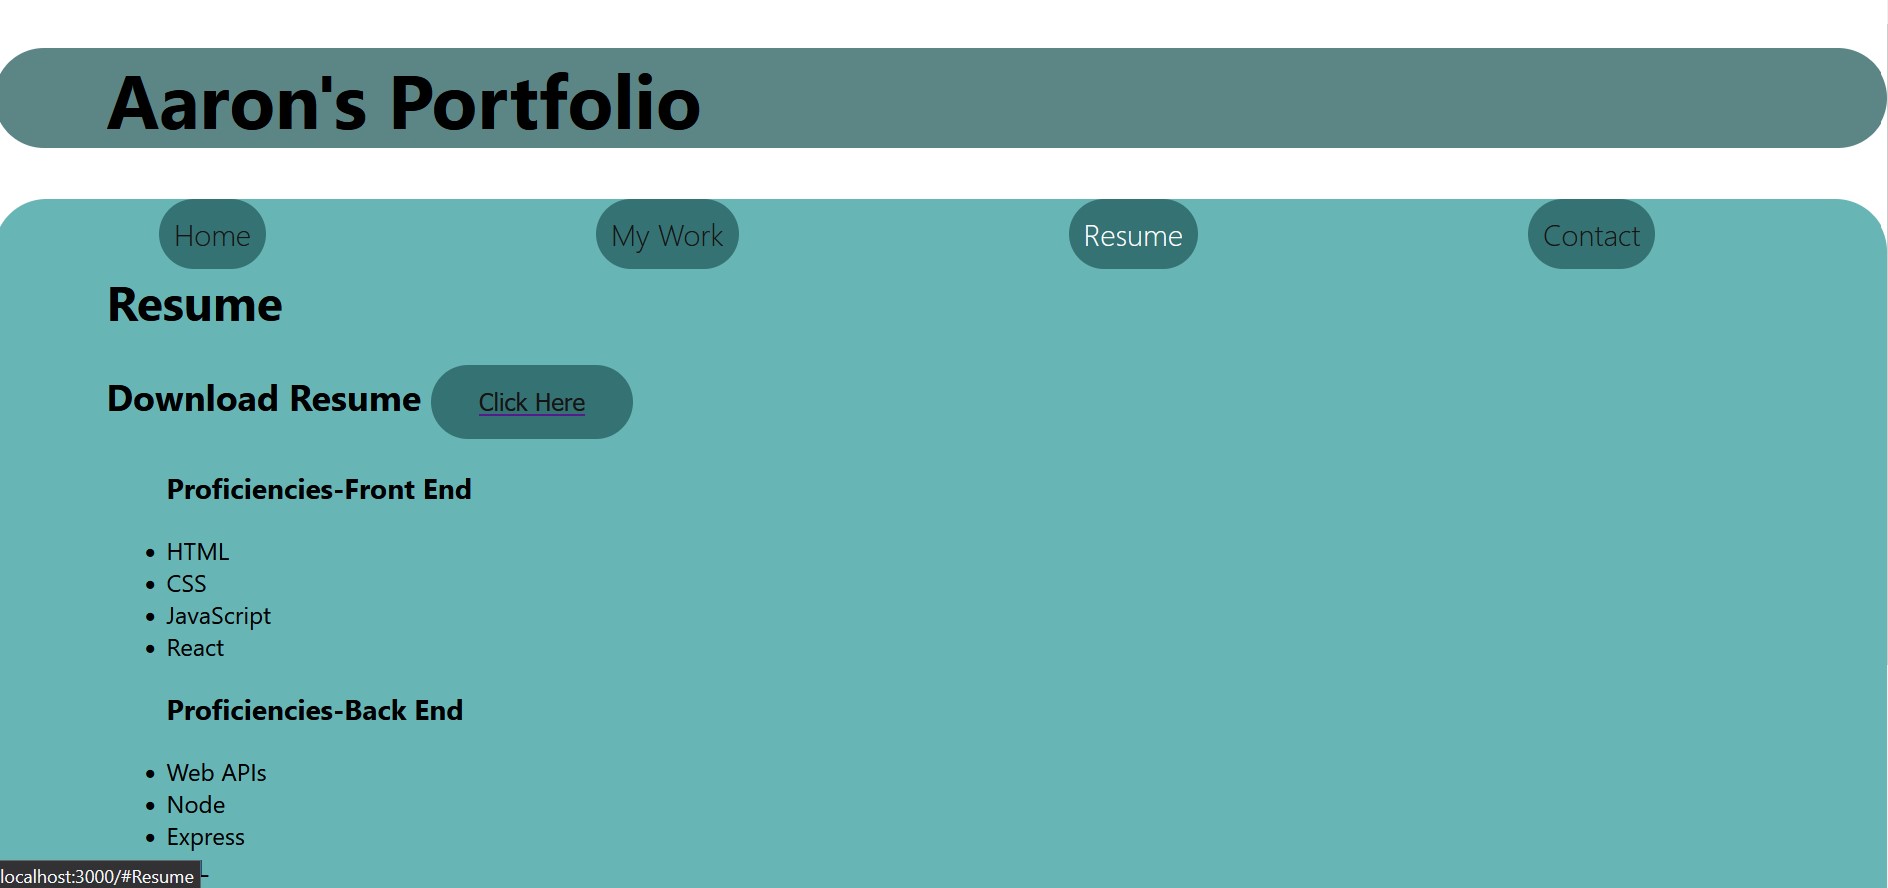 Aaron's Portfolio
Home My Work Resume Contact
Resume
Download Resume Click Here
Proficiencies-Front End
• HTML
• CSS
• JavaScript
• React
Proficiencies-Back End
• Web APIs
• Node
• Express
localhost:3000/#Resume